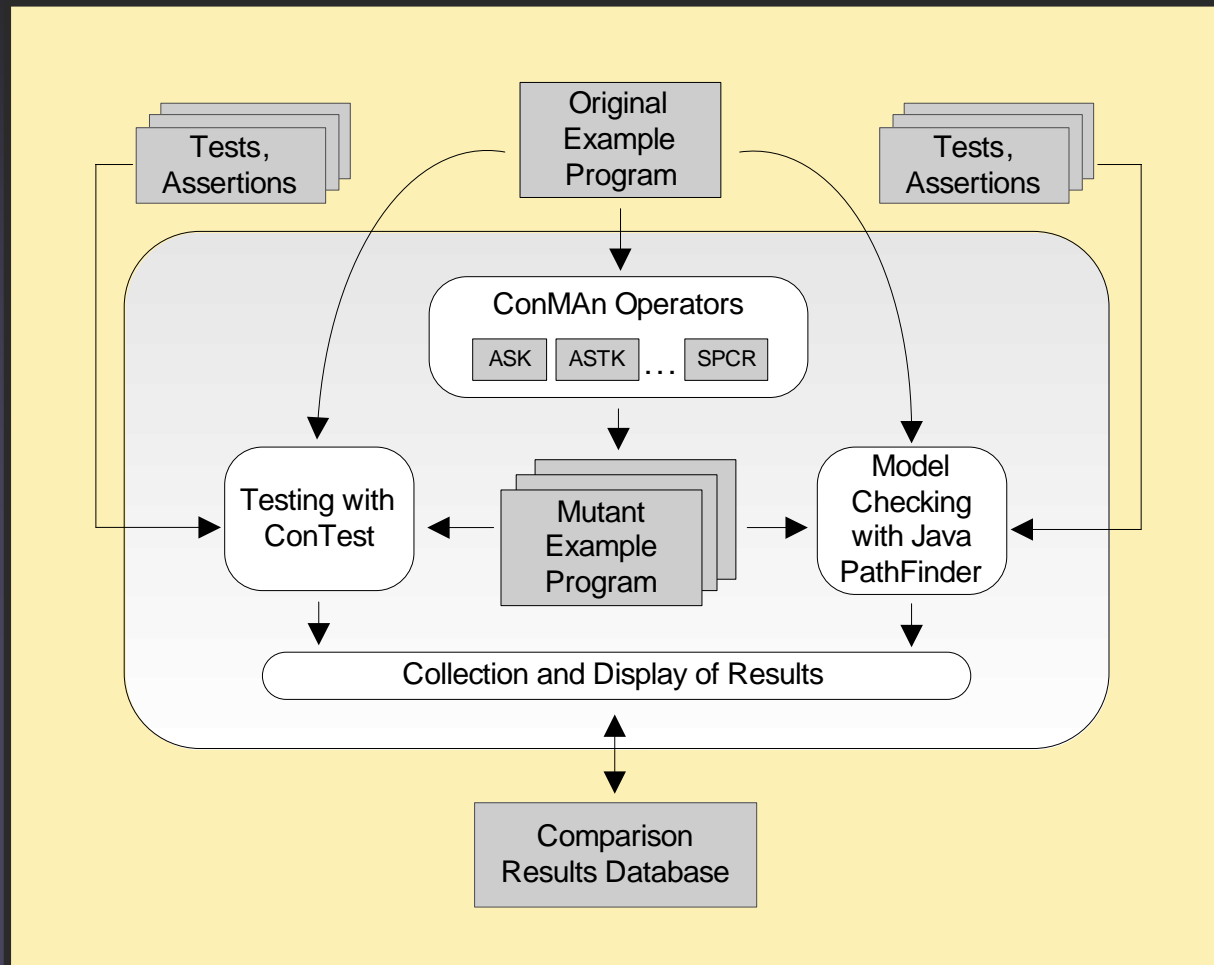 Original
Example
Program
Tests,
Assertions
Tests,
Assertions
ConMAn Operators
ASK ASTK ... SPCR
Testing with
ConTest
Mutant
Example
Program
Model
Checking
with Java
PathFinder
Collection and Display of Results
Comparison
Results Database